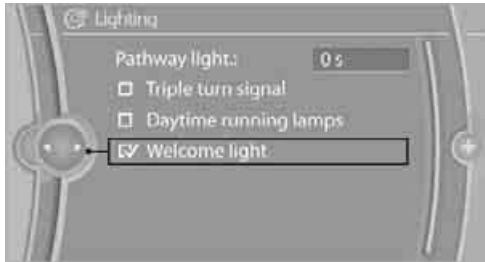 Lighting
Pathway light.: 0 s
Triple turn signal
Daytime running lamps
Welcome light